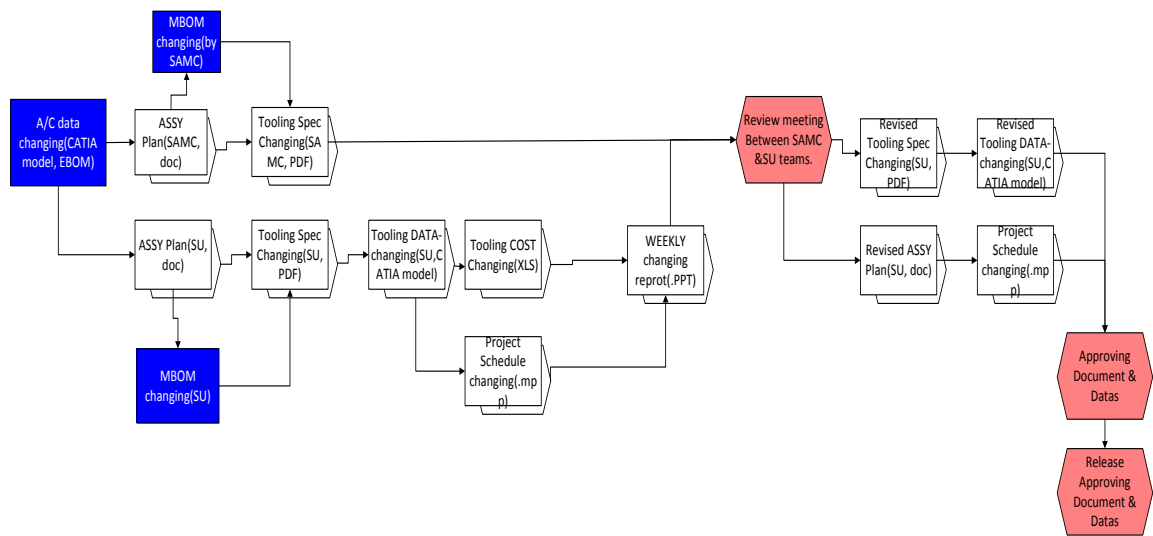 MBOM
changing(by
SAMC)
A/C data
changing(CATIA
model, EBOM)
ASSY
Plan(SAMC,
doc)
Tooling Spec
Changing(SA
MC, PDF)
Review meeting
Between SAMC
&SU teams.
Revised
Tooling Spec
Changing(SU,
PDF)
Revised
Tooling DATA-
changing(SU,C
ATIA model)
ASSY Plan(SU,
doc)
Tooling Spec
Changing(SU,
PDF)
Tooling DATA-
changing(SU,C
ATIA model)
Tooling COST
Changing(XLS)
WEEKLY
changing
reprot(.PPT)
Revised ASSY
Plan(SU, doc)
Project
Schedule
changing(.mp
p)
MBOM
changing(SU)
Project
Schedule
changing(.mp
p)
Approving
Document &
Datas
Release
Approving
Document &
Datas